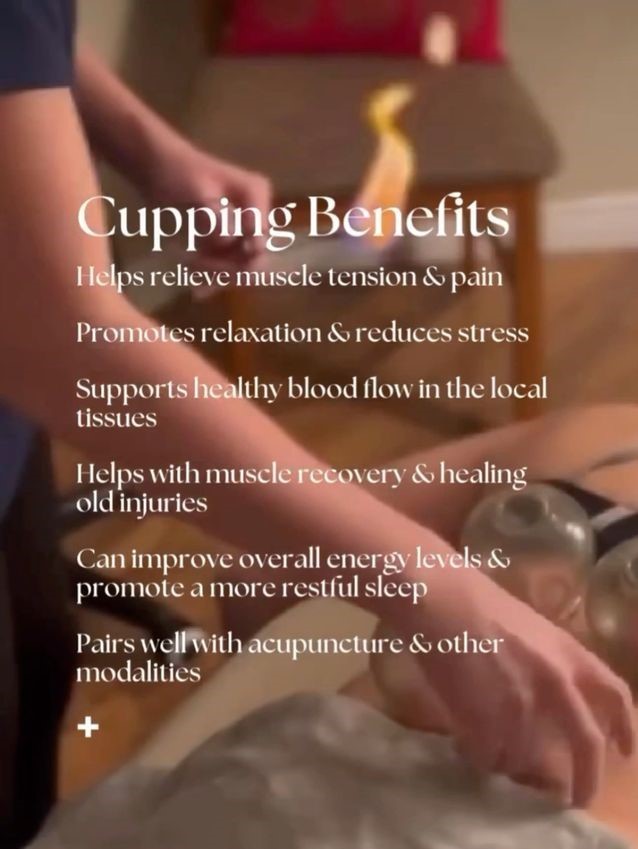 Cupping Benefits
Helps relieve muscle tension & pain
Promotes relaxation & reduces stress
Supports healthy blood flow in the local
tissues
Helps with muscle recovery & healing
old injuries
Can improve overall energy levels &
promote a more restful sleep
Pairs well with acupuncture & other
modalities
+